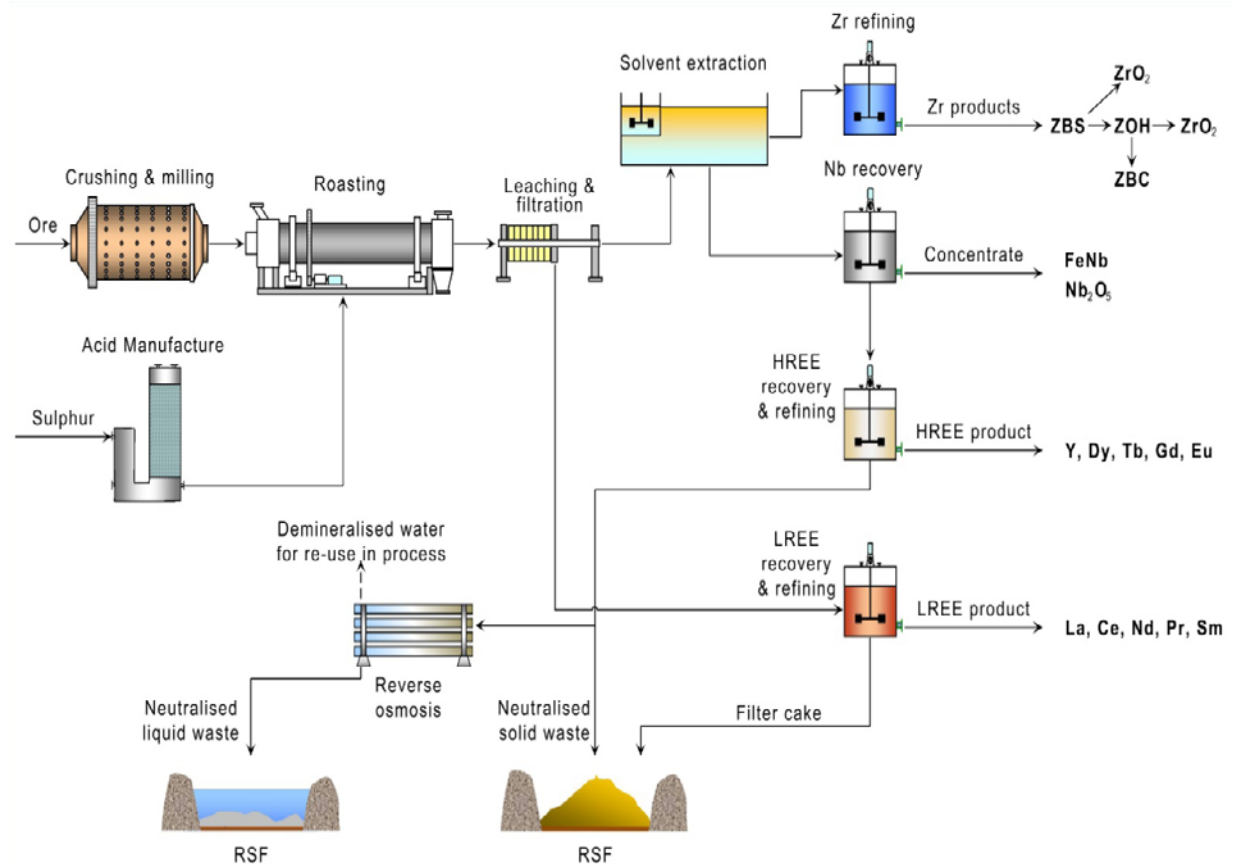 Zr refining
Solvent extraction
ZrO₂
Zr products
ZBS
ZOH
ZrO₂
ZBC
Crushing & milling
Roasting
Leaching &
filtration
Nb recovery
Ore
Concentrate
FeNb
Nb₂O₅
Acid Manufacture
HREE
recovery
& refining
Sulphur
HREE product
Y, Dy, Tb, Gd, Eu
Demineralised water
for re-use in process
LREE
recovery
& refining
LREE product
La, Ce, Nd, Pr, Sm
Reverse
osmosis
Neutralised
liquid waste
Neutralised
solid waste
Filter cake
RSF
RSF